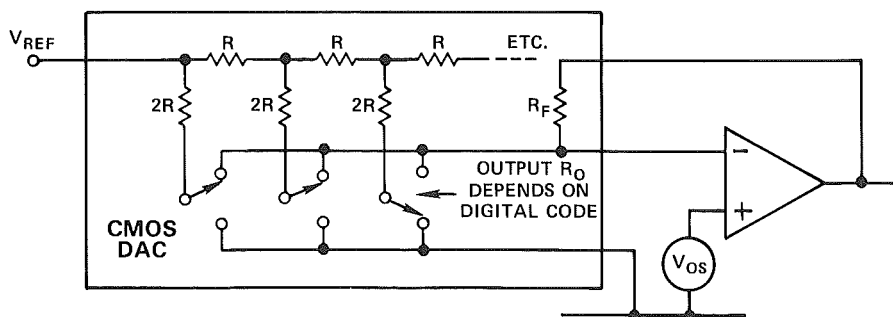 V_REF
R
R
R
ETC.
2R
2R
2R
R_F
OUTPUT R_O
DEPENDS ON
DIGITAL CODE
CMOS
DAC
−
+
V_OS